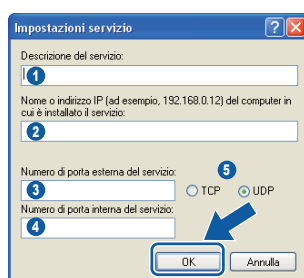 Impostazioni servizio
Descrizione del servizio:
1
Nome o indirizzo IP (ad esempio, 192.168.0.12) del computer in
cui è installato il servizio:
2
Numero di porta esterna del servizio:
5
3
TCP
UDP
Numero di porta interna del servizio:
4
OK
Annulla